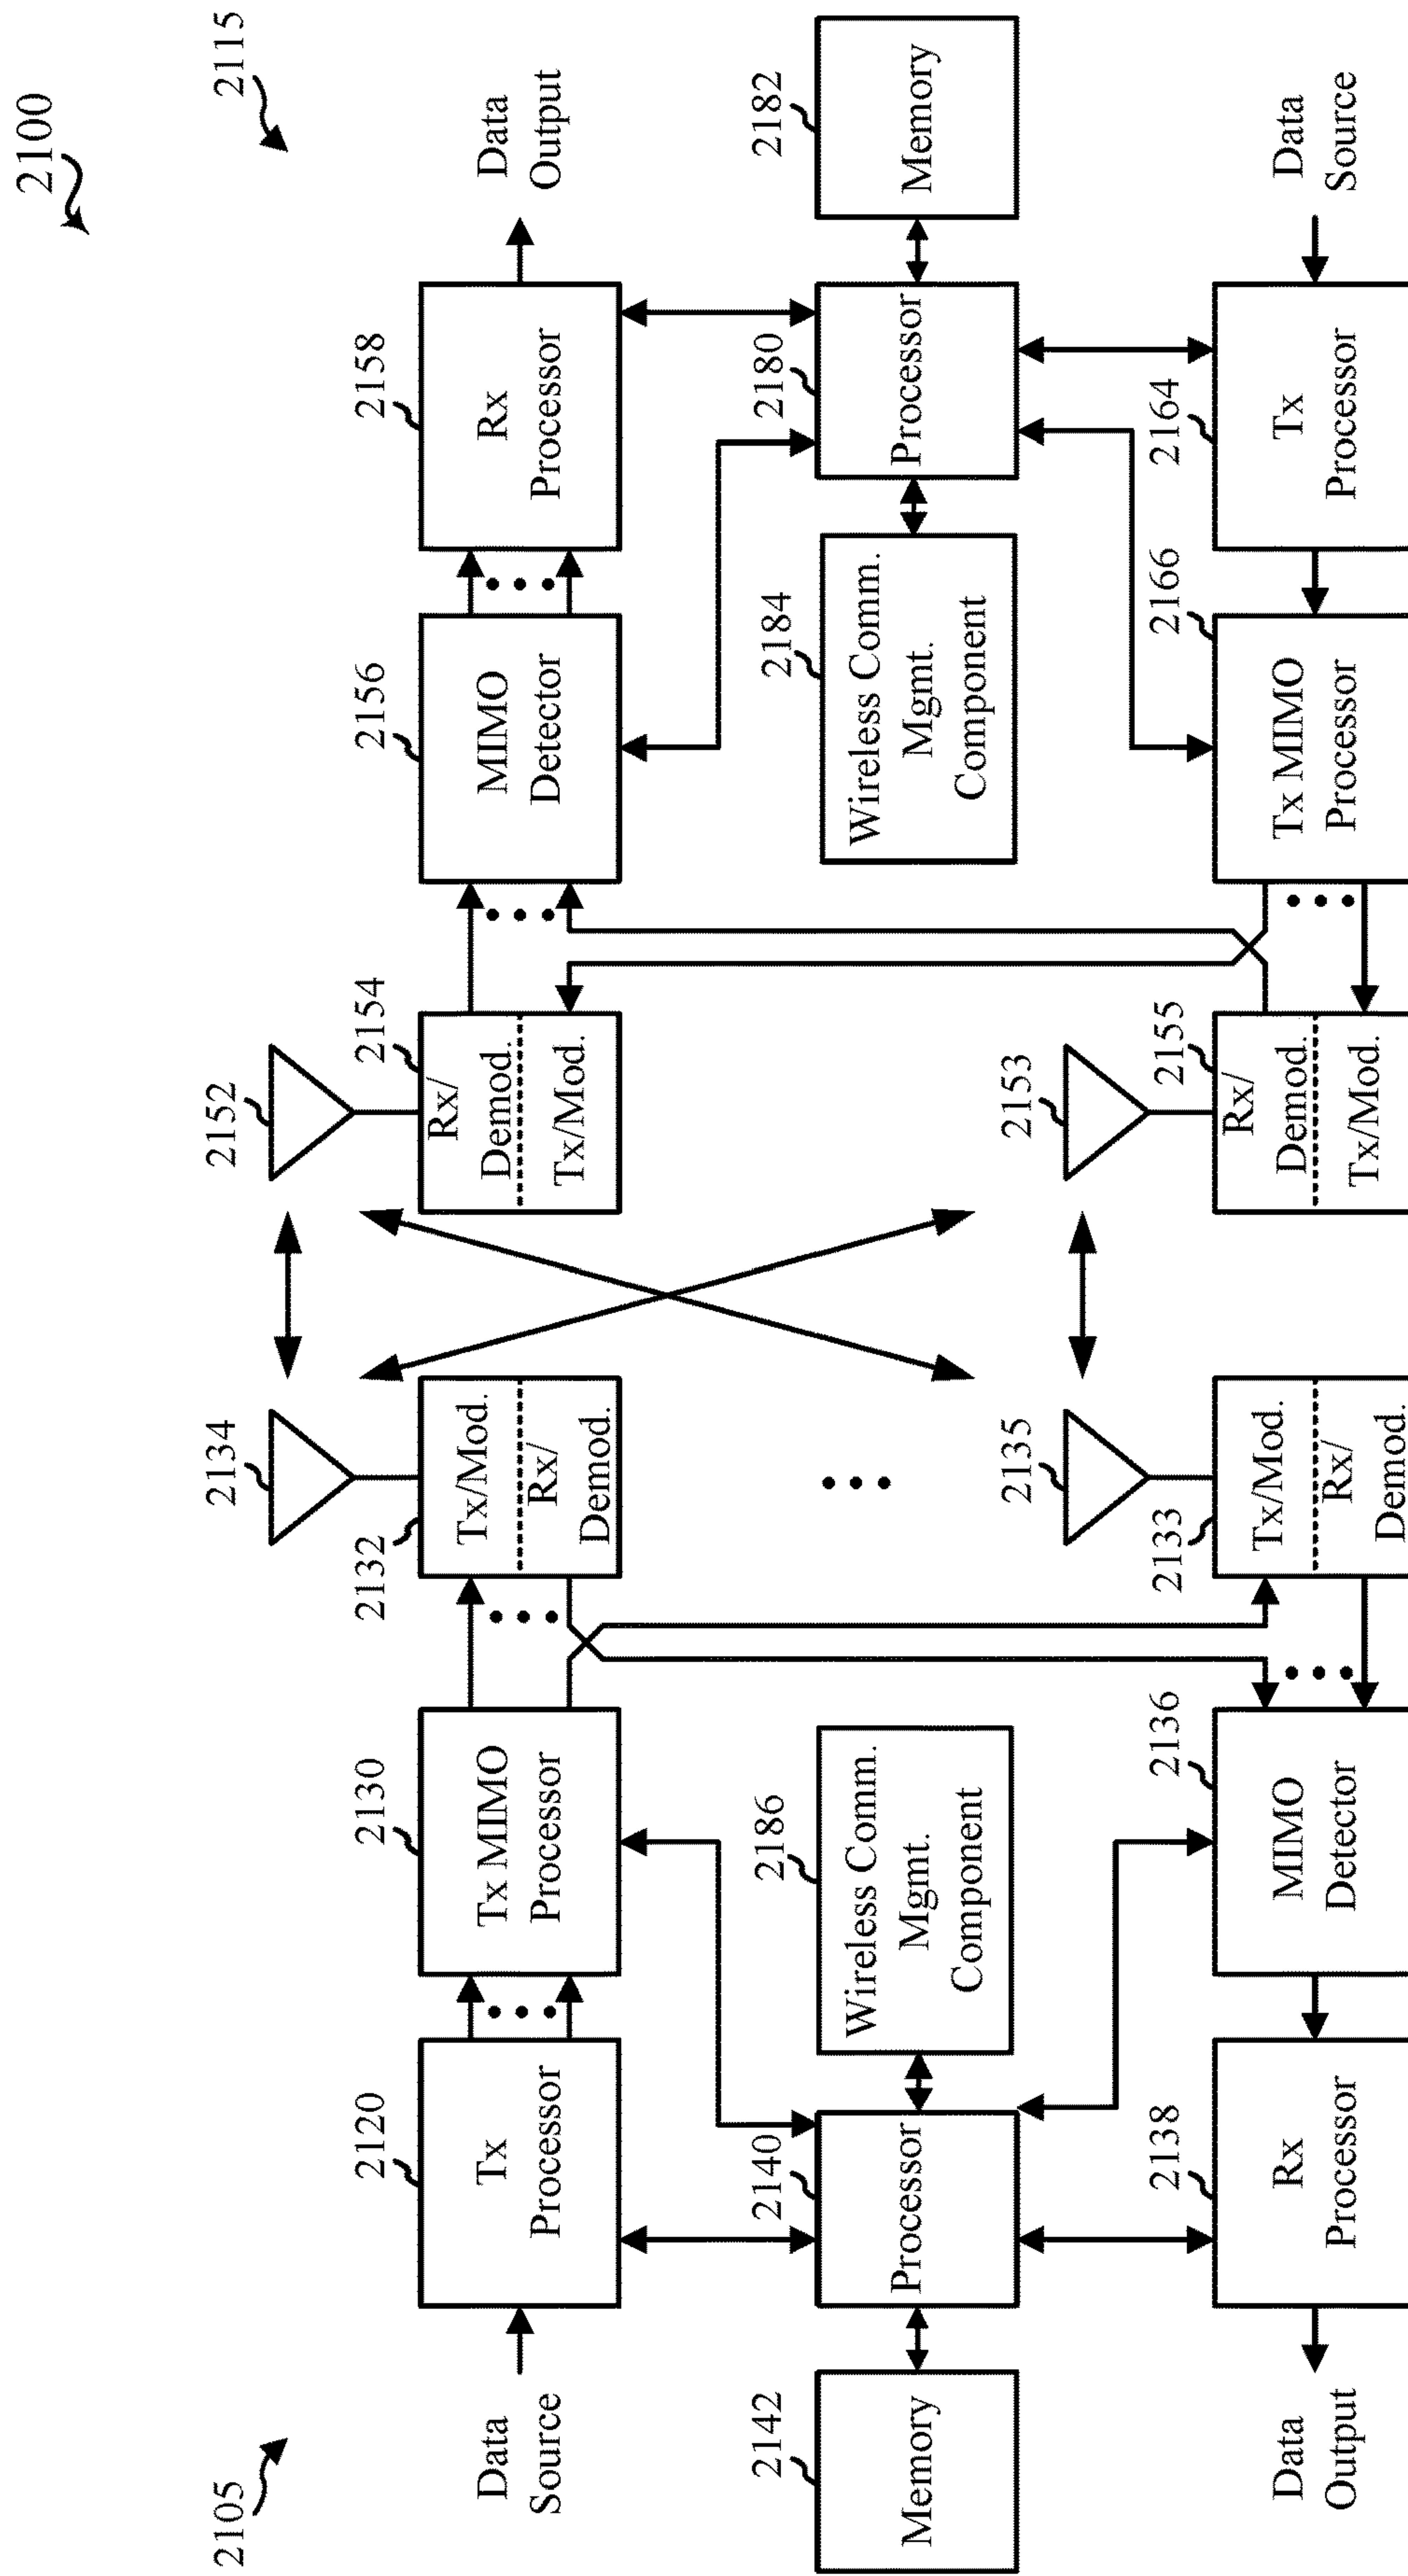 2100
2105
2115
Data
Source
2120
Tx
Processor
2130
Tx MIMO
Processor
2132
Tx/Mod.
Rx/
Demod.
2134
2152
2154
Rx/
Demod.
Tx/Mod.
2156
MIMO
Detector
2158
Rx
Processor
Data
Output
2142
Memory
2140
Processor
2186
Wireless Comm.
Mgmt.
Component
2184
Wireless Comm.
Mgmt.
Component
2180
Processor
2182
Memory
Data
Output
2138
Rx
Processor
2136
MIMO
Detector
2133
Tx/Mod.
Rx/
Demod.
2135
2153
2155
Rx/
Demod.
Tx/Mod.
2166
Tx MIMO
Processor
2164
Tx
Processor
Data
Source